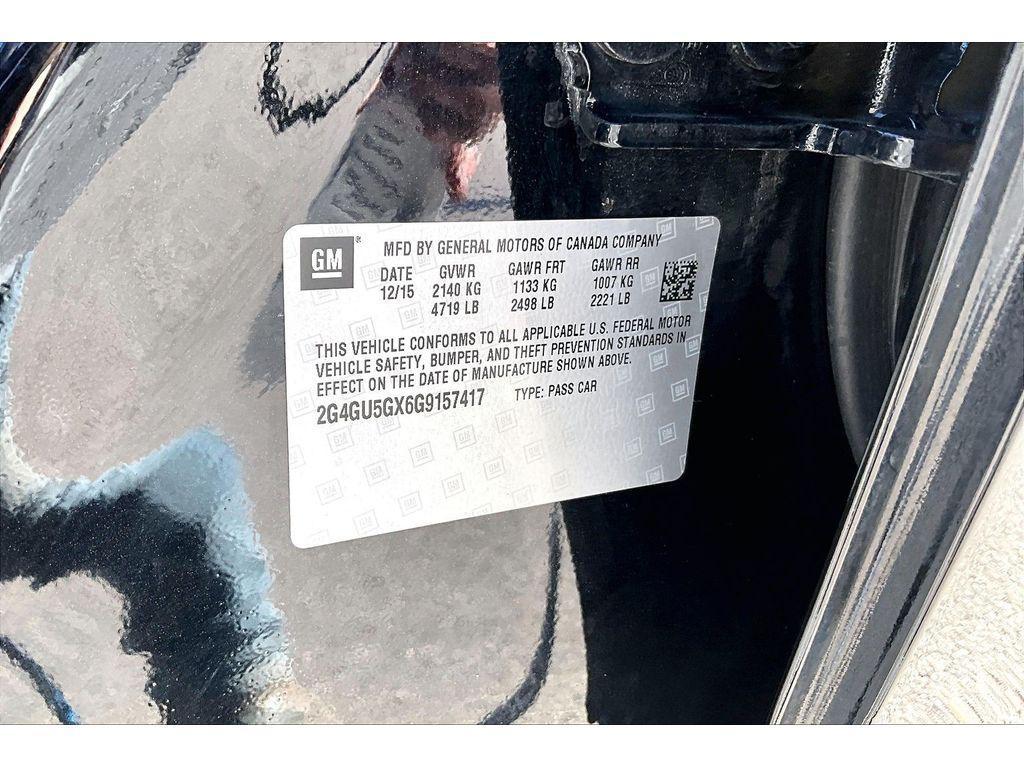 GM ® MFD BY GENERAL MOTORS OF CANADA COMPANY
DATE GVWR GAWR FRT GAWR RR
12/15 2140 KG 1133 KG 1007 KG
4719 LB 2498 LB 2221 LB
THIS VEHICLE CONFORMS TO ALL APPLICABLE U.S. FEDERAL MOTOR
VEHICLE SAFETY, BUMPER, AND THEFT PREVENTION STANDARDS IN
EFFECT ON THE DATE OF MANUFACTURE SHOWN ABOVE.
2G4GU5GX6G9157417 TYPE: PASS CAR